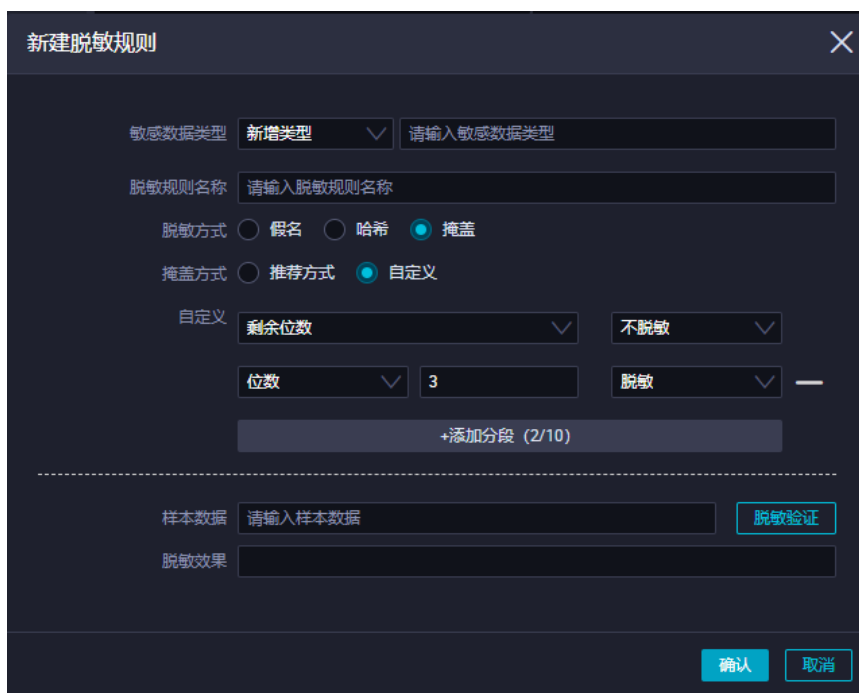 新建脱敏规则
敏感数据类型 新增类型 请输入敏感数据类型
脱敏规则名称 请输入脱敏规则名称
脱敏方式 假名 哈希 掩盖
掩盖方式 推荐方式 自定义
自定义 剩余位数 不脱敏
位数 3 脱敏
+添加分段 (2/10)
样本数据 请输入样本数据 脱敏验证
脱敏效果
确认 取消